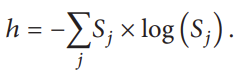 h = −∑_j S_j × log (S_j) .